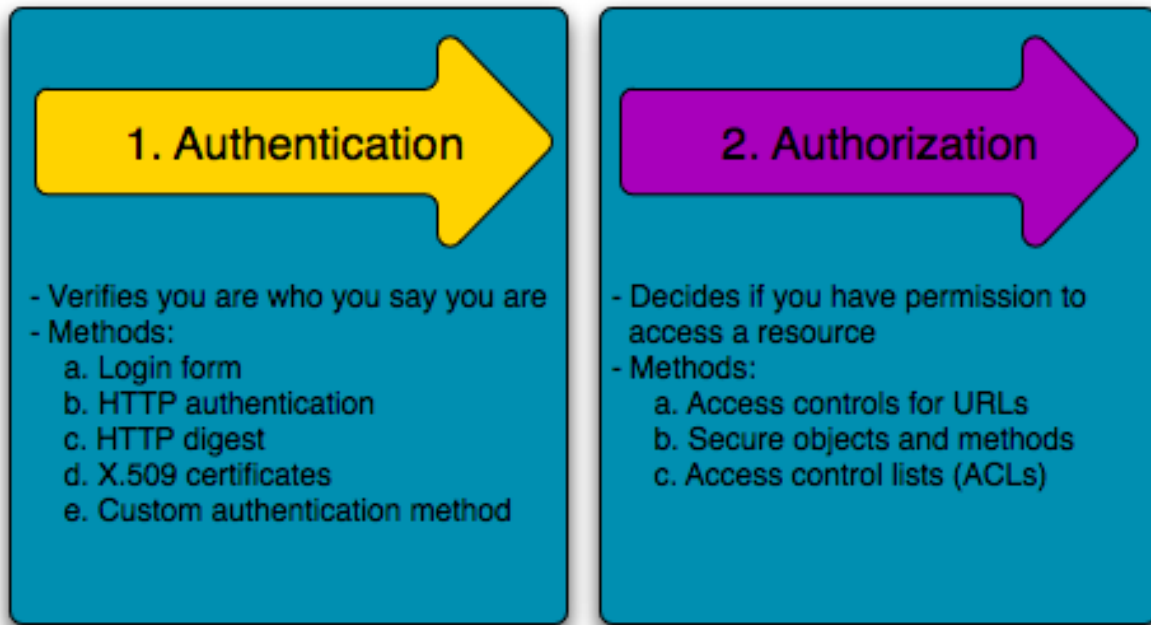 1. Authentication
- Verifies you are who you say you are
- Methods:
a. Login form
b. HTTP authentication
c. HTTP digest
d. X.509 certificates
e. Custom authentication method
2. Authorization
- Decides if you have permission to
access a resource
- Methods:
a. Access controls for URLs
b. Secure objects and methods
c. Access control lists (ACLs)